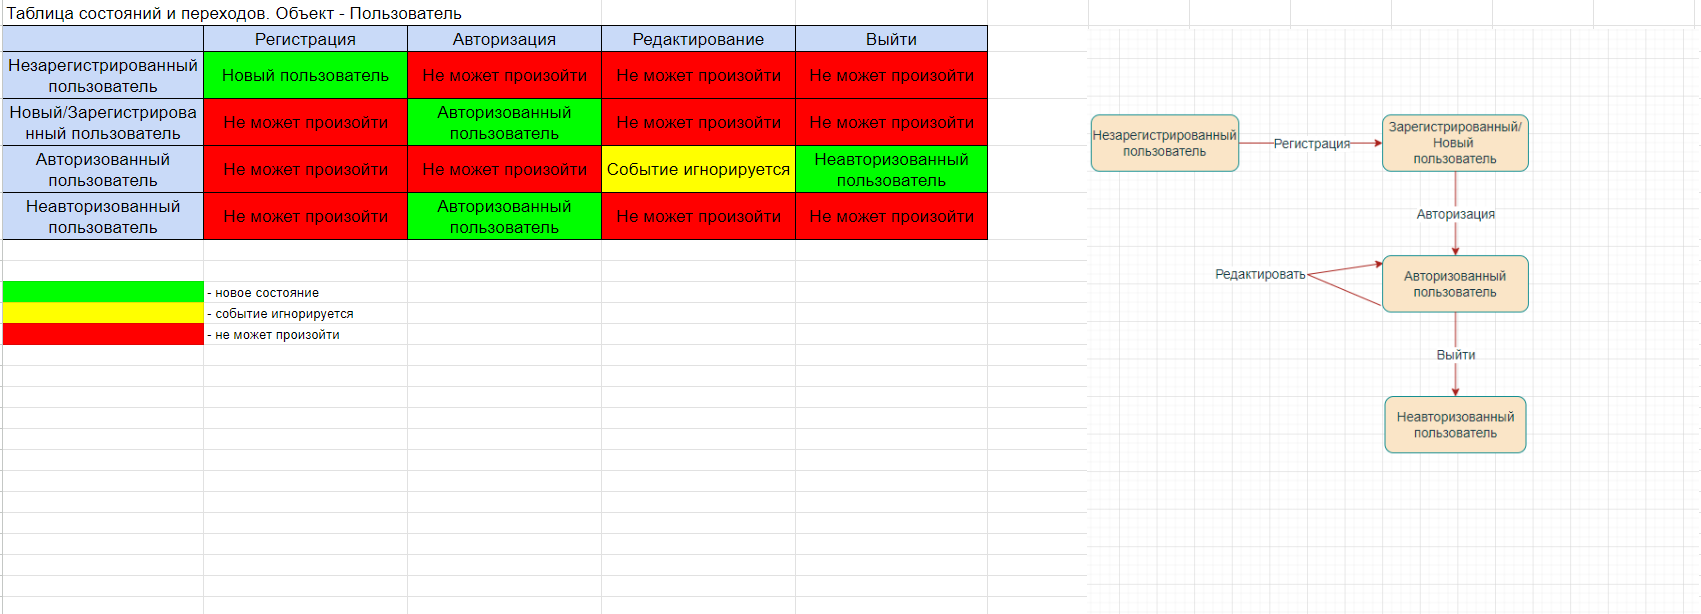 Таблица состояний и переходов. Объект - Пользователь
Регистрация
Авторизация
Редактирование
Выйти
Незарегистрированный
пользователь
Новый пользователь
Не может произойти
Не может произойти
Не может произойти
Новый/Зарегистрирова
нный пользователь
Не может произойти
Авторизованный
пользователь
Не может произойти
Не может произойти
Авторизованный
пользователь
Не может произойти
Не может произойти
Событие игнорируется
Неавторизованный
пользователь
Неавторизованный
пользователь
Не может произойти
Авторизованный
пользователь
Не может произойти
Не может произойти
- новое состояние
- событие игнорируется
- не может произойти
Незарегистрированный
пользователь
Регистрация
Зарегистрированный/
Новый
пользователь
Авторизация
Редактировать
Авторизованный
пользователь
Выйти
Неавторизованный
пользователь